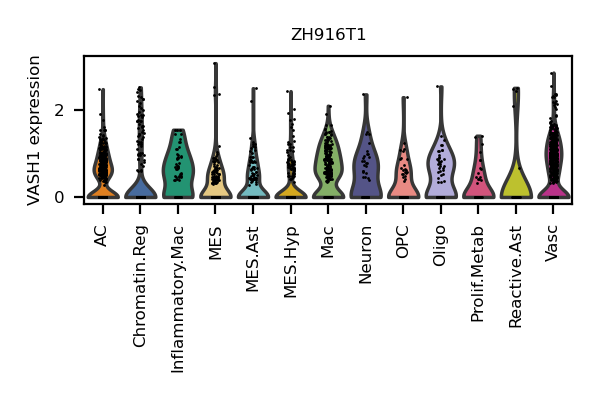 ZH916T1
VASH1 expression
2
0
AC
Chromatin.Reg
Inflammatory.Mac
MES
MES.Ast
MES.Hyp
Mac
Neuron
OPC
Oligo
Prolif.Metab
Reactive.Ast
Vasc